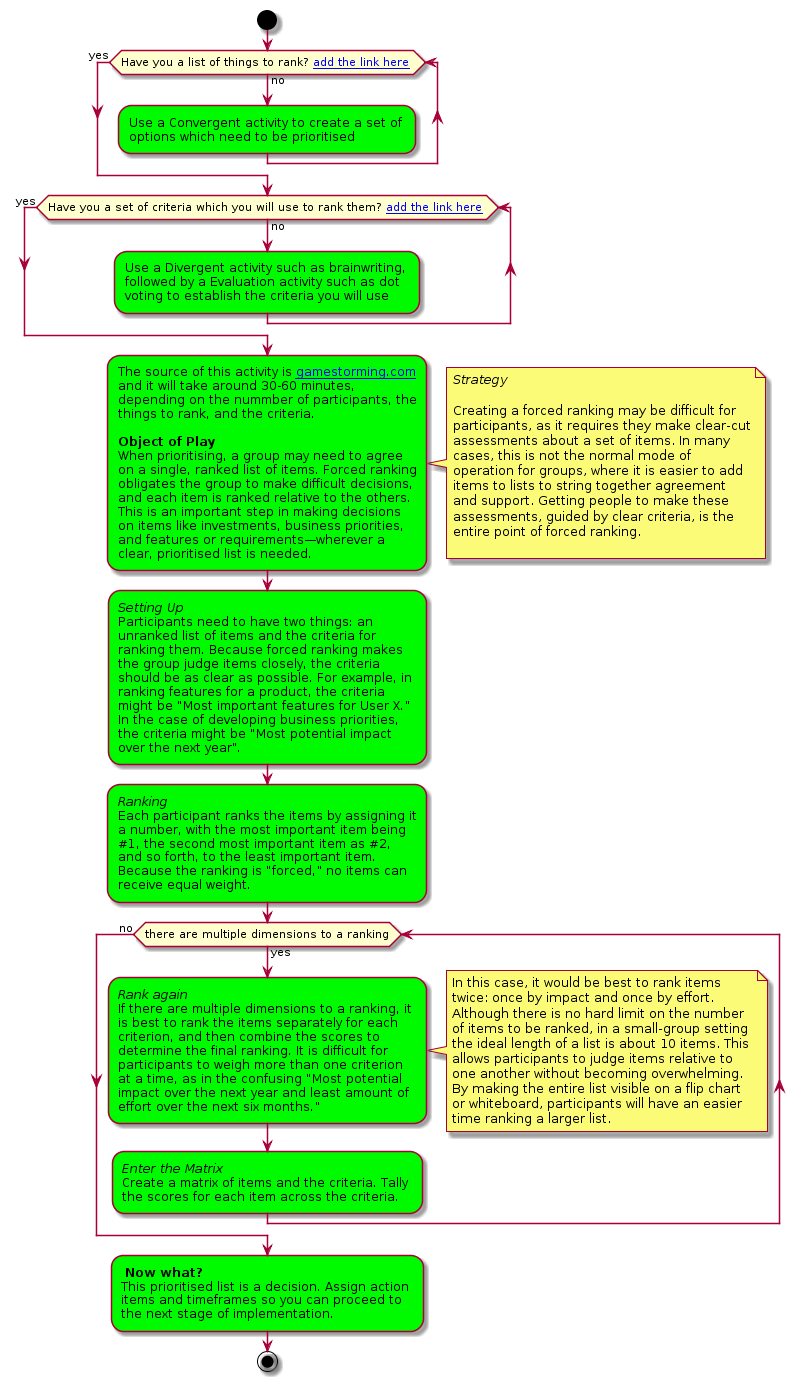 yes
Have you a list of things to rank? add the link here
no
Use a Convergent activity to create a set of
options which need to be prioritised
yes
Have you a set of criteria which you will use to rank them? add the link here
no
Use a Divergent activity such as brainwriting,
followed by a Evaluation activity such as dot
voting to establish the criteria you will use
The source of this activity is gamestorming.com
and it will take around 30-60 minutes,
depending on the nummber of participants, the
things to rank, and the criteria.
Object of Play
When prioritising, a group may need to agree
on a single, ranked list of items. Forced ranking
obligates the group to make difficult decisions,
and each item is ranked relative to the others.
This is an important step in making decisions
on items like investments, business priorities,
and features or requirements—wherever a
clear, prioritised list is needed.
Strategy
Creating a forced ranking may be difficult for
participants, as it requires they make clear-cut
assessments about a set of items. In many
cases, this is not the normal mode of
operation for groups, where it is easier to add
items to lists to string together agreement
and support. Getting people to make these
assessments, guided by clear criteria, is the
entire point of forced ranking.
Setting Up
Participants need to have two things: an
unranked list of items and the criteria for
ranking them. Because forced ranking makes
the group judge items closely, the criteria
should be as clear as possible. For example, in
ranking features for a product, the criteria
might be "Most important features for User X."
In the case of developing business priorities,
the criteria might be "Most potential impact
over the next year".
Ranking
Each participant ranks the items by assigning it
a number, with the most important item being
#1, the second most important item as #2,
and so forth, to the least important item.
Because the ranking is "forced," no items can
receive equal weight.
no
there are multiple dimensions to a ranking
yes
Rank again
If there are multiple dimensions to a ranking, it
is best to rank the items separately for each
criterion, and then combine the scores to
determine the final ranking. It is difficult for
participants to weigh more than one criterion
at a time, as in the confusing "Most potential
impact over the next year and least amount of
effort over the next six months."
In this case, it would be best to rank items
twice: once by impact and once by effort.
Although there is no hard limit on the number
of items to be ranked, in a small-group setting
the ideal length of a list is about 10 items. This
allows participants to judge items relative to
one another without becoming overwhelming.
By making the entire list visible on a flip chart
or whiteboard, participants will have an easier
time ranking a larger list.
Enter the Matrix
Create a matrix of items and the criteria. Tally
the scores for each item across the criteria.
Now what?
This prioritised list is a decision. Assign action
items and timeframes so you can proceed to
the next stage of implementation.